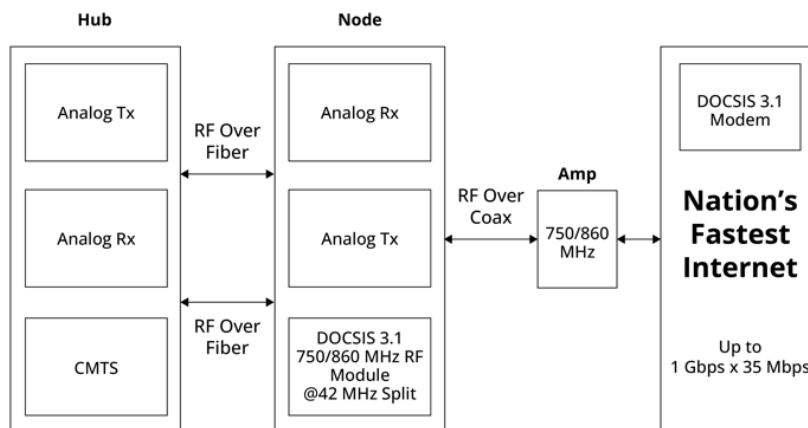 Hub
Node
Analog Tx
Analog Rx
DOCSIS 3.1
Modem
RF Over
Fiber
Amp
Analog Rx
Analog Tx
RF Over
Coax
750/860
MHz
Nation's
Fastest
Internet
RF Over
Fiber
CMTS
DOCSIS 3.1
750/860 MHz RF
Module
@42 MHz Split
Up to
1 Gbps x 35 Mbps